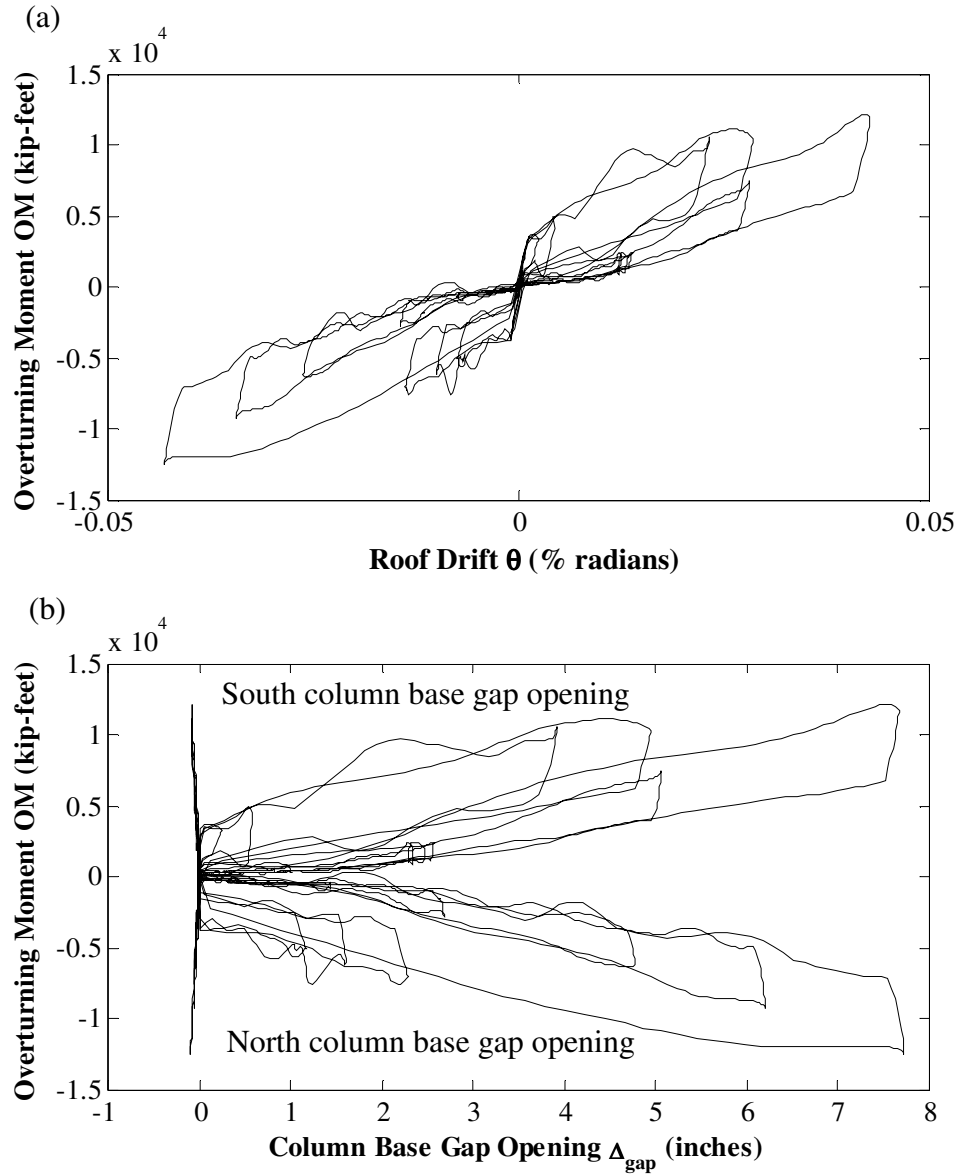 (a)
x 10^4
Overturning Moment OM (kip-feet)
1.5
1
0.5
0
-0.5
-1
-1.5
-0.05
0
0.05
Roof Drift θ (% radians)
(b)
x 10^4
Overturning Moment OM (kip-feet)
1.5
1
0.5
0
-0.5
-1
-1.5
South column base gap opening
North column base gap opening
-1 0 1 2 3 4 5 6 7 8
Column Base Gap Opening Δgap (inches)